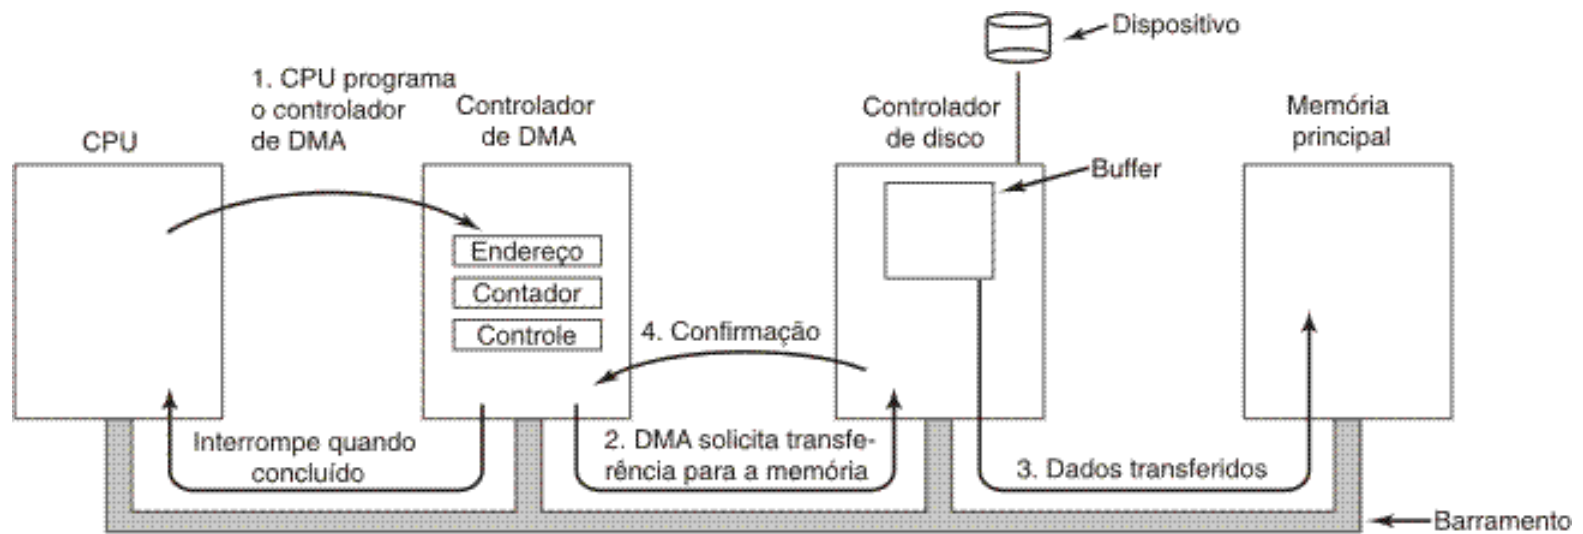 Dispositivo
1. CPU programa
o controlador
de DMA
Controlador
de DMA
Controlador
de disco
Memória
principal
CPU
Buffer
Endereço
Contador
Controle
4. Confirmação
Interrompe quando
concluído
2. DMA solicita transfe-
rência para a memória
3. Dados transferidos
Barramento